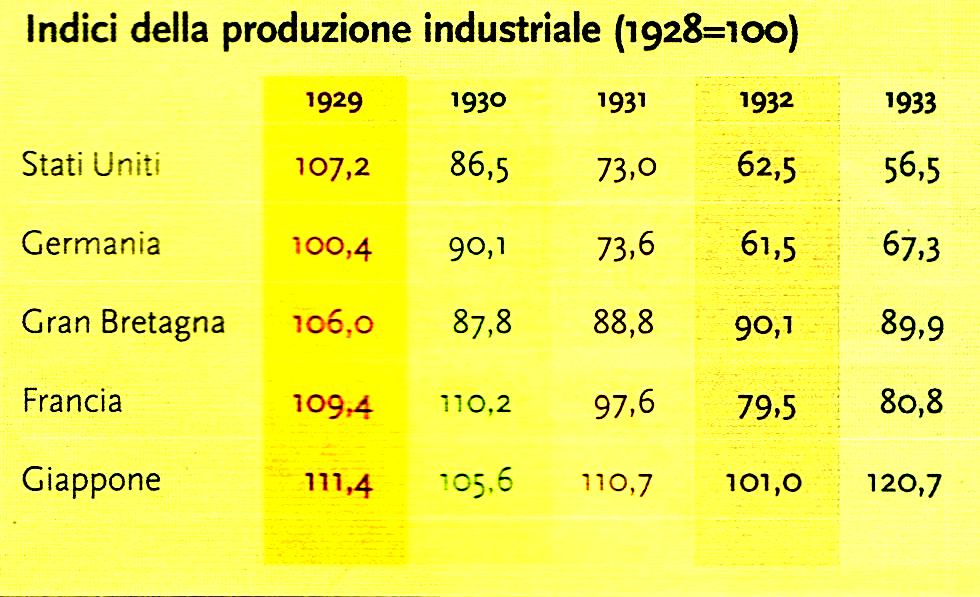 Indici della produzione industriale (1928=100)
1929 1930 1931 1932 1933
Stati Uniti 107,2 86,5 73,0 62,5 56,5
Germania 100,4 90,1 73,6 61,5 67,3
Gran Bretagna 106,0 87,8 88,8 90,1 89,9
Francia 109,4 110,2 97,6 79,5 80,8
Giappone 111,4 105,6 110,7 101,0 120,7